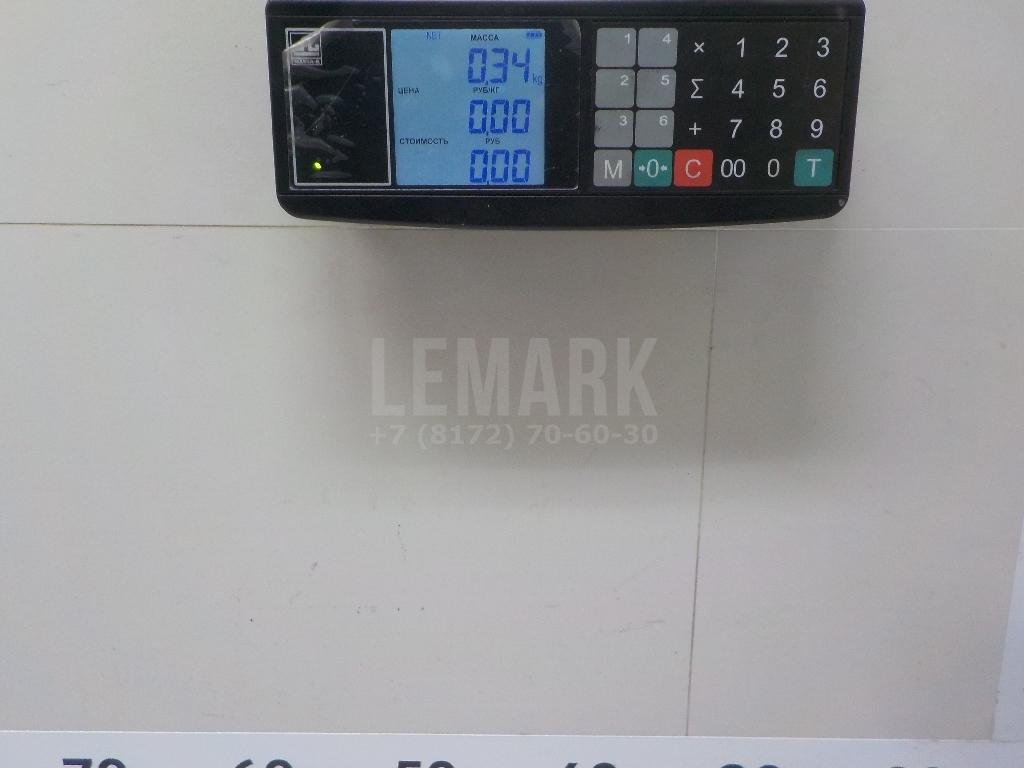 NET МАССА
0,34 kg
ЦЕНА РУБ/КГ
0,00
СТОИМОСТЬ РУБ
0,00
1 4 × 1 2 3
2 5 Σ 4 5 6
3 6 + 7 8 9
M →0← C 00 0 T
LEMARK
+7 (8172) 70-60-30